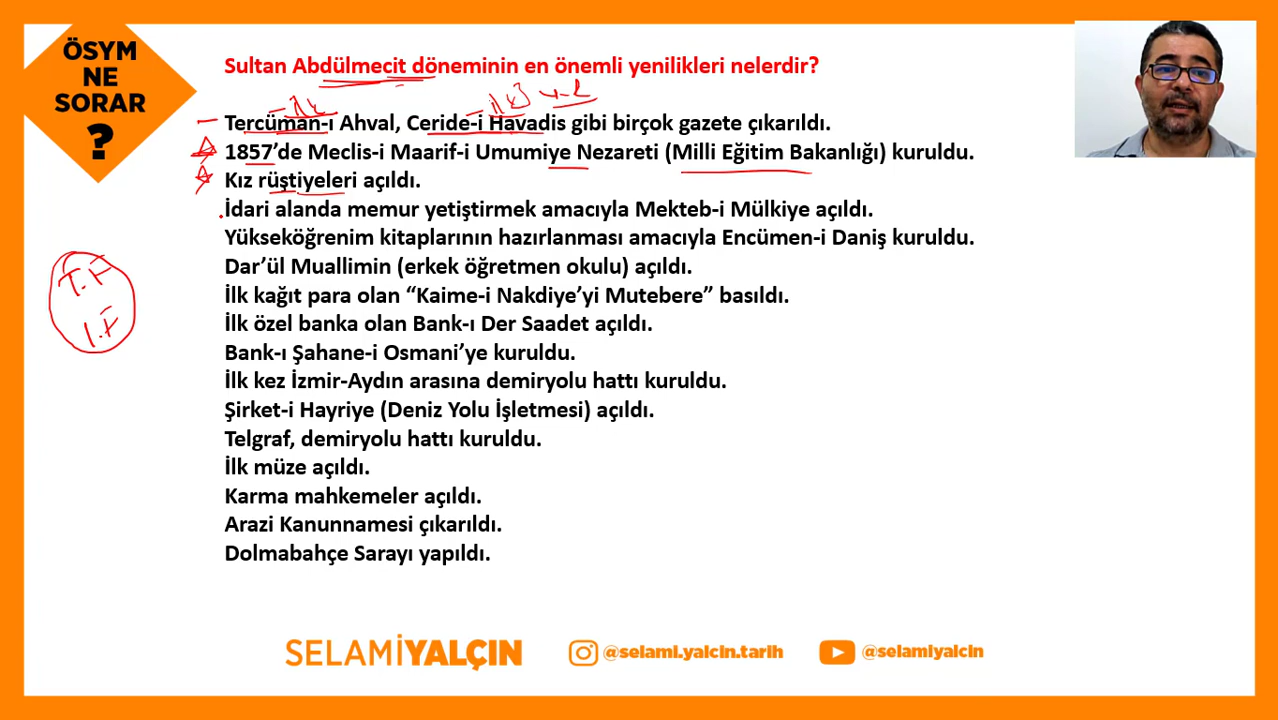 ÖSYM
NE
SORAR
?
Sultan Abdülmecit döneminin en önemli yenilikleri nelerdir?
Tercüman-ı Ahval, Ceride-i Havadis gibi birçok gazete çıkarıldı.
1857'de Meclis-i Maarif-i Umumiye Nezareti (Milli Eğitim Bakanlığı) kuruldu.
Kız rüştiyeleri açıldı.
İdari alanda memur yetiştirmek amacıyla Mekteb-i Mülkiye açıldı.
Yükseköğrenim kitaplarının hazırlanması amacıyla Encümen-i Daniş kuruldu.
Dar'ül Muallimin (erkek öğretmen okulu) açıldı.
T.F
I.F
İlk kağıt para olan “Kaime-i Nakdiye'yi Mutebere” basıldı.
İlk özel banka olan Bank-ı Der Saadet açıldı.
Bank-ı Şahane-i Osmani'ye kuruldu.
İlk kez İzmir-Aydın arasına demiryolu hattı kuruldu.
Şirket-i Hayriye (Deniz Yolu İşletmesi) açıldı.
Telgraf, demiryolu hattı kuruldu.
İlk müze açıldı.
Karma mahkemeler açıldı.
Arazi Kanunnamesi çıkarıldı.
Dolmabahçe Sarayı yapıldı.
SELAMİYALÇIN
@selami.yalcin.tarih
@selamiyalcin